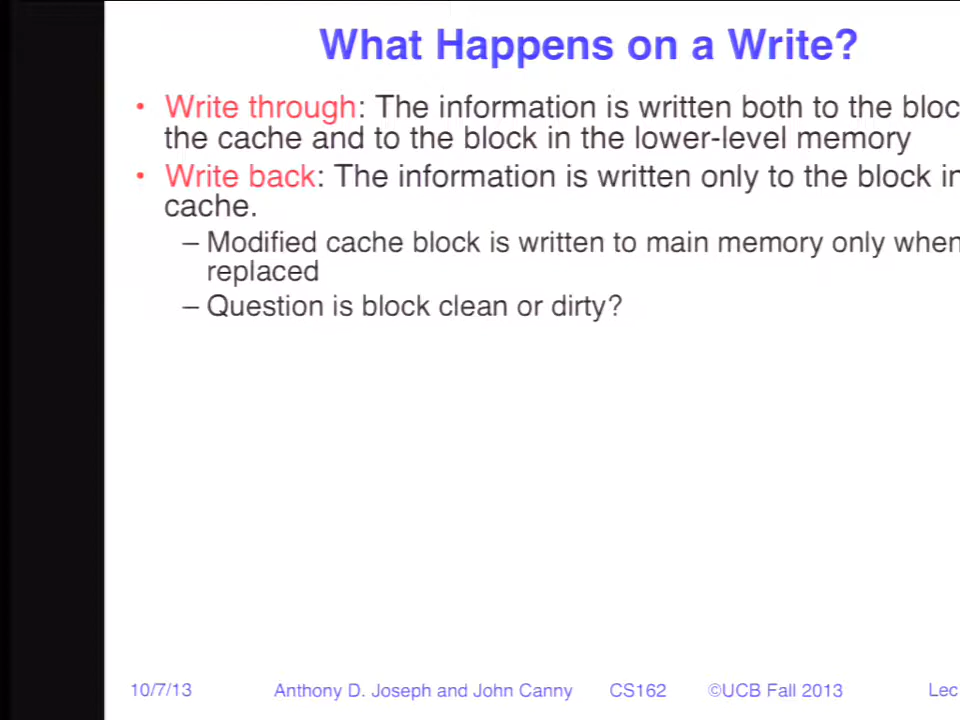 What Happens on a Write?
• Write through: The information is written both to the bloc
the cache and to the block in the lower-level memory
• Write back: The information is written only to the block in
cache.
– Modified cache block is written to main memory only when
replaced
– Question is block clean or dirty?
10/7/13 Anthony D. Joseph and John Canny CS162 ©UCB Fall 2013 Lec